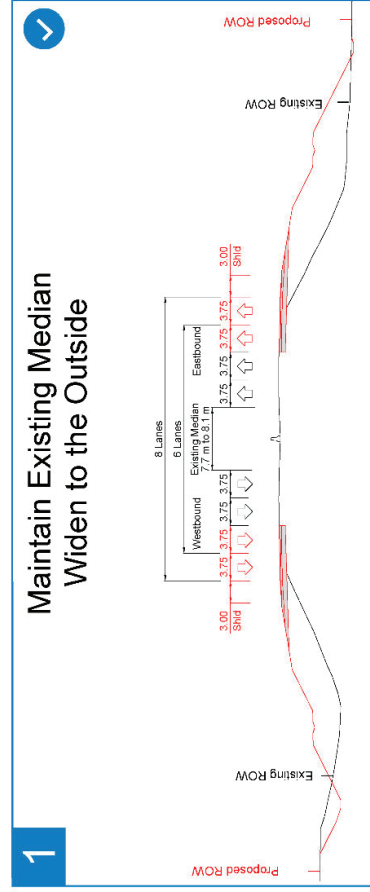 1
Maintain Existing Median
Widen to the Outside
8 Lanes
6 Lanes
Westbound
Existing Median
7.7 m to 8.1 m
Eastbound
3.00
Shld
3.75
3.75
3.75
3.75
3.75
3.75
3.75
3.75
3.00
Shld
Proposed ROW
Existing ROW
Existing ROW
Proposed ROW